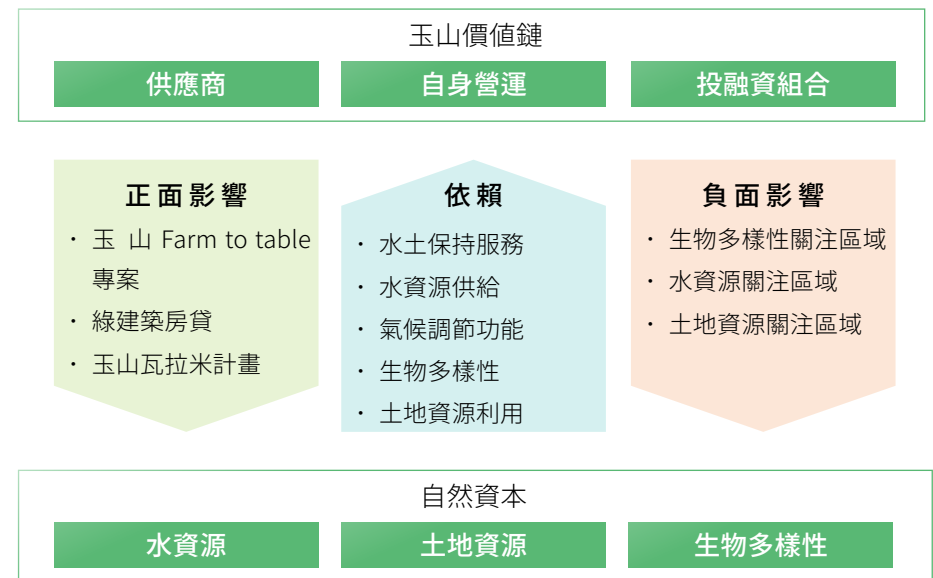 玉山價值鏈
供應商
自身營運
投融資組合
正面影響
・玉山 Farm to table
專案
・綠建築房貸
・玉山瓦拉米計畫
依賴
・水土保持服務
・水資源供給
・氣候調節功能
・生物多樣性
・土地資源利用
負面影響
・生物多樣性關注區域
・水資源關注區域
・土地資源關注區域
自然資本
水資源
土地資源
生物多樣性